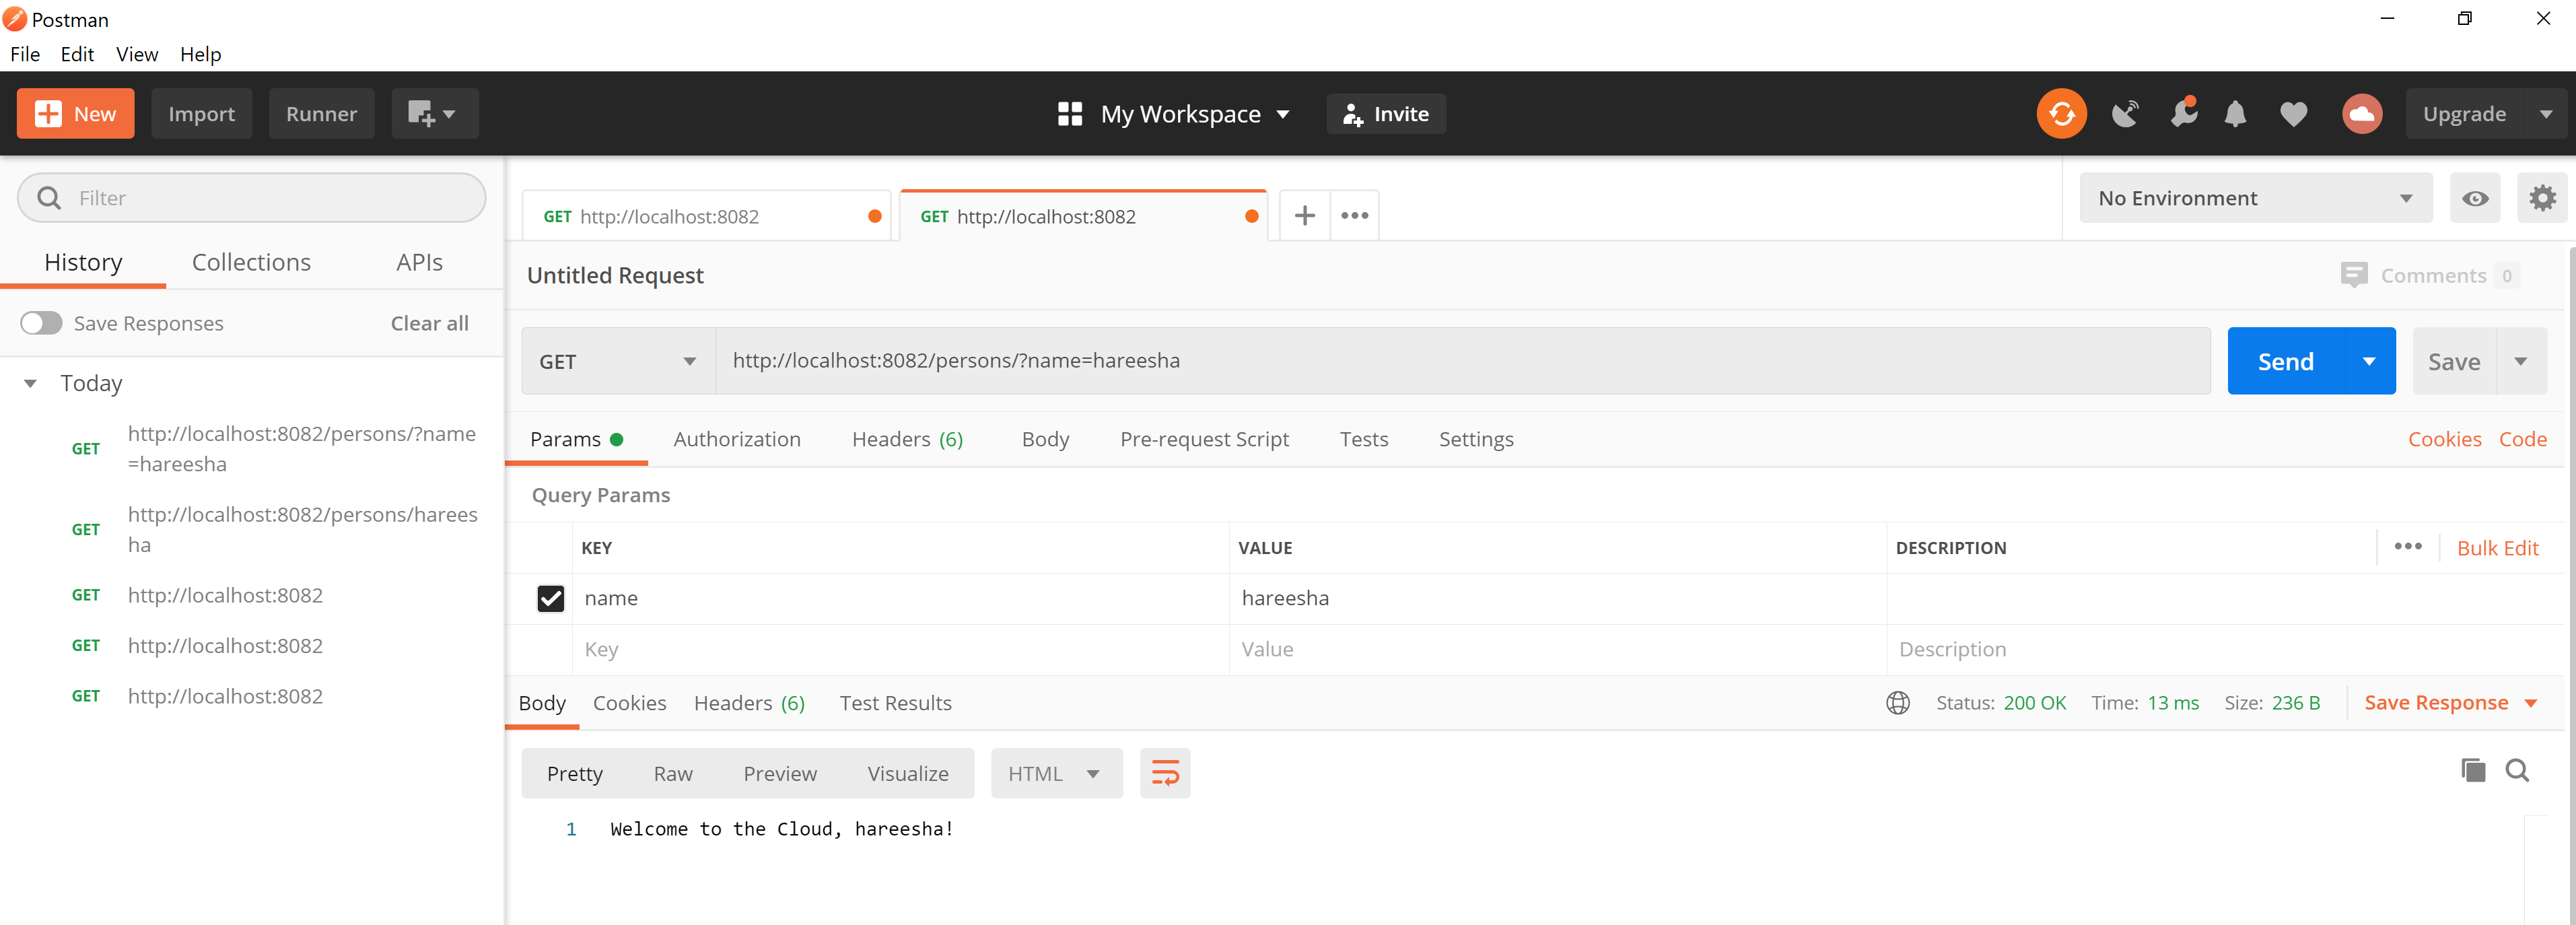 Postman
File Edit View Help
New Import Runner My Workspace Invite Upgrade
Filter
History Collections APIs
Save Responses Clear all
Today
GET http://localhost:8082/persons/?name
=hareesha
GET http://localhost:8082/persons/harees
ha
GET http://localhost:8082
GET http://localhost:8082
GET http://localhost:8082
GET http://localhost:8082 GET http://localhost:8082 No Environment
Untitled Request Comments 0
GET http://localhost:8082/persons/?name=hareesha Send Save
Params Authorization Headers (6) Body Pre-request Script Tests Settings Cookies Code
Query Params
KEY VALUE DESCRIPTION Bulk Edit
name hareesha
Key Value Description
Body Cookies Headers (6) Test Results Status: 200 OK Time: 13 ms Size: 236 B Save Response
Pretty Raw Preview Visualize HTML
1 Welcome to the Cloud, hareesha!